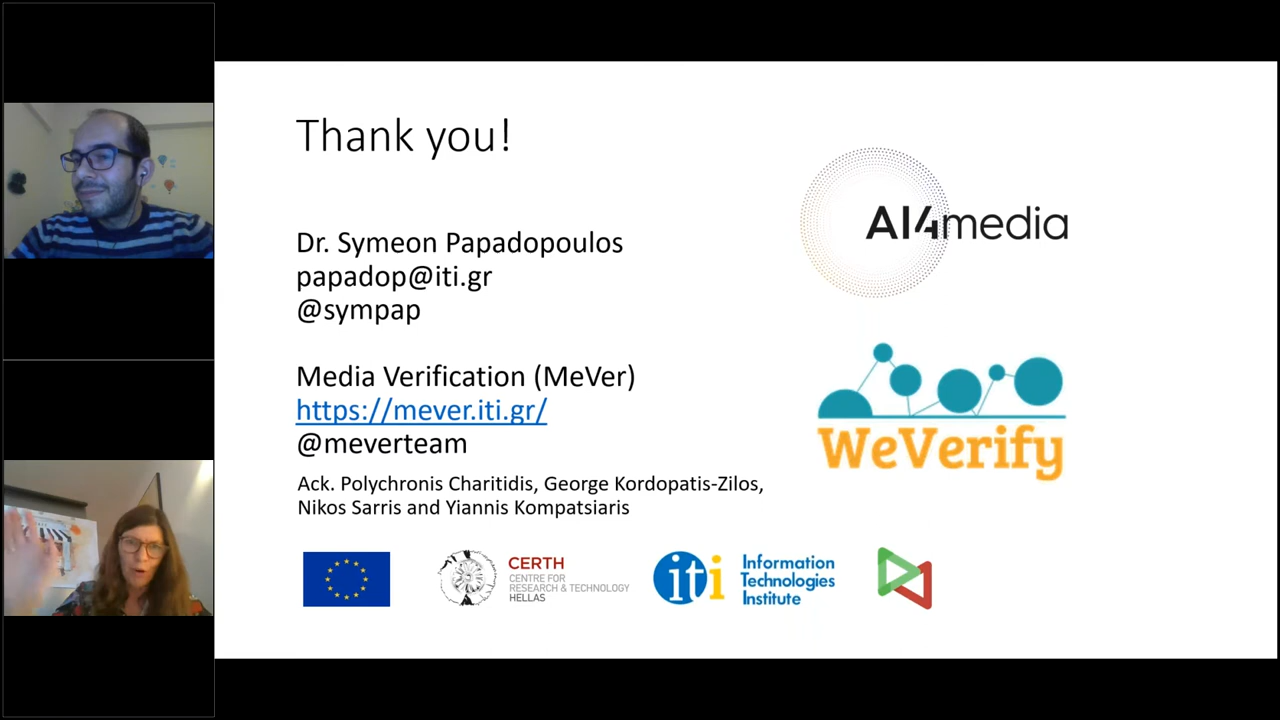 Thank you!
Dr. Symeon Papadopoulos
papadop@iti.gr
@sympap
Media Verification (MeVer)
https://mever.iti.gr/
@meverteam
Ack. Polychronis Charitidis, George Kordopatis-Zilos,
Nikos Sarris and Yiannis Kompatsiaris
AI4media
WeVerify
CERTH
CENTRE FOR
RESEARCH & TECHNOLOGY
HELLAS
iti
Information
Technologies
Institute